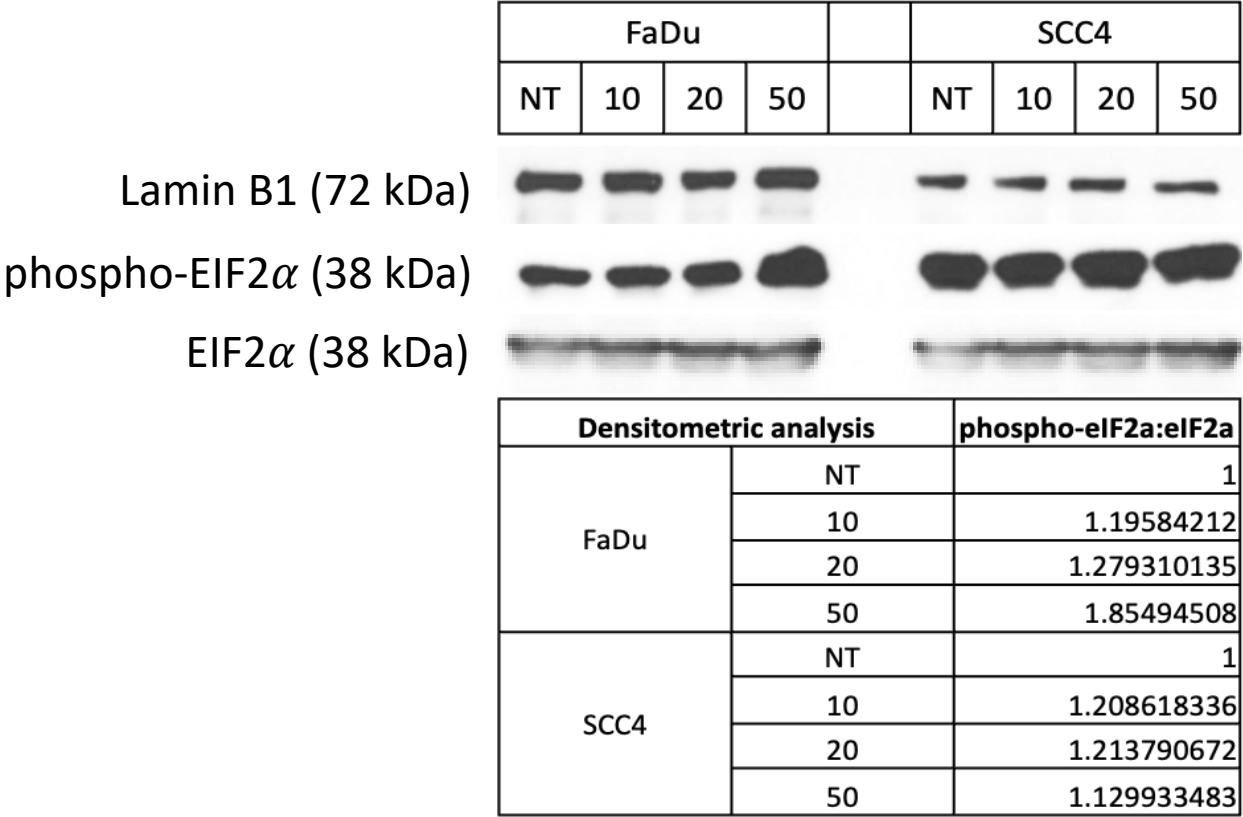 FaDu SCC4
NT 10 20 50 NT 10 20 50
Lamin B1 (72 kDa)
phospho-EIF2𝛼 (38 kDa)
EIF2𝛼 (38 kDa)
Densitometric analysis phospho-eIF2a:eIF2a
FaDu
NT 1
10 1.19584212
20 1.279310135
50 1.85494508
SCC4
NT 1
10 1.208618336
20 1.213790672
50 1.129933483